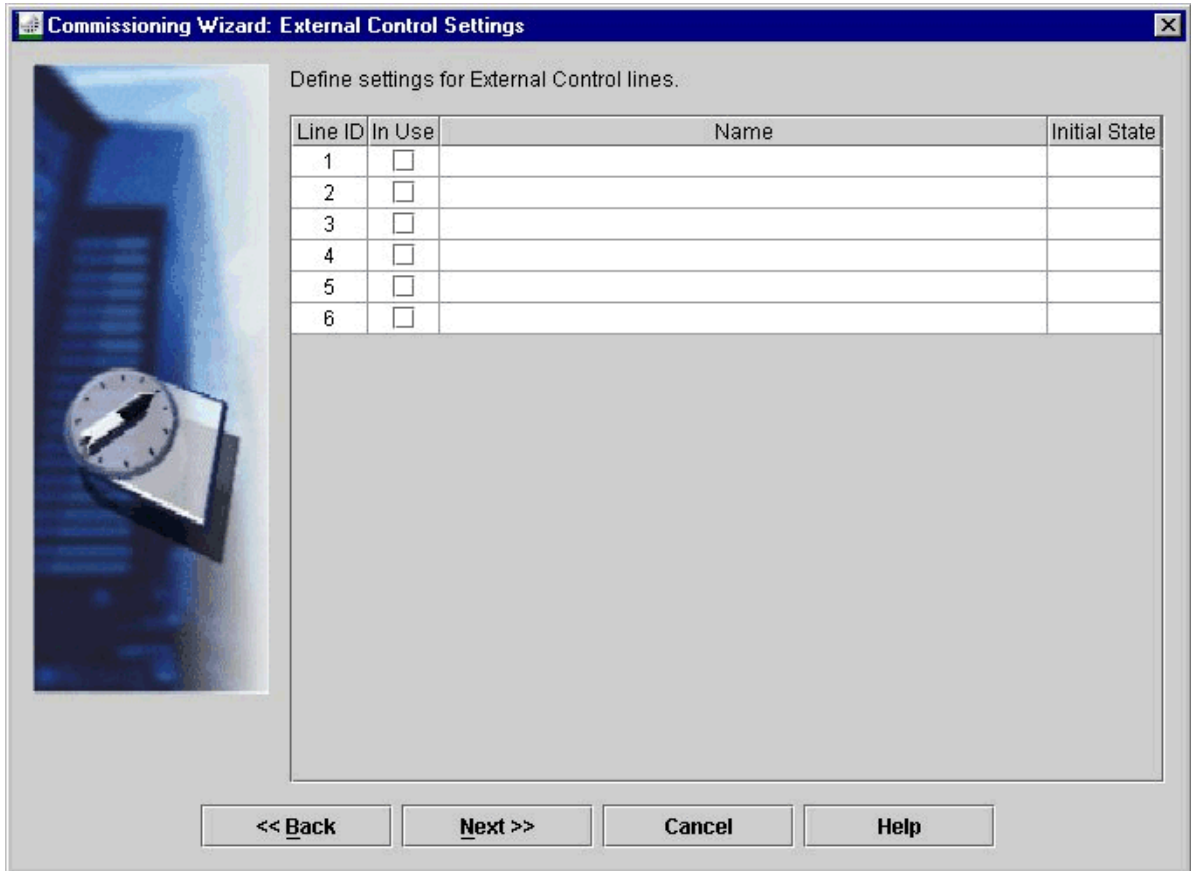 Commissioning Wizard: External Control Settings
Define settings for External Control lines.
Line ID In Use Name Initial State
1
2
3
4
5
6
<< Back Next >> Cancel Help